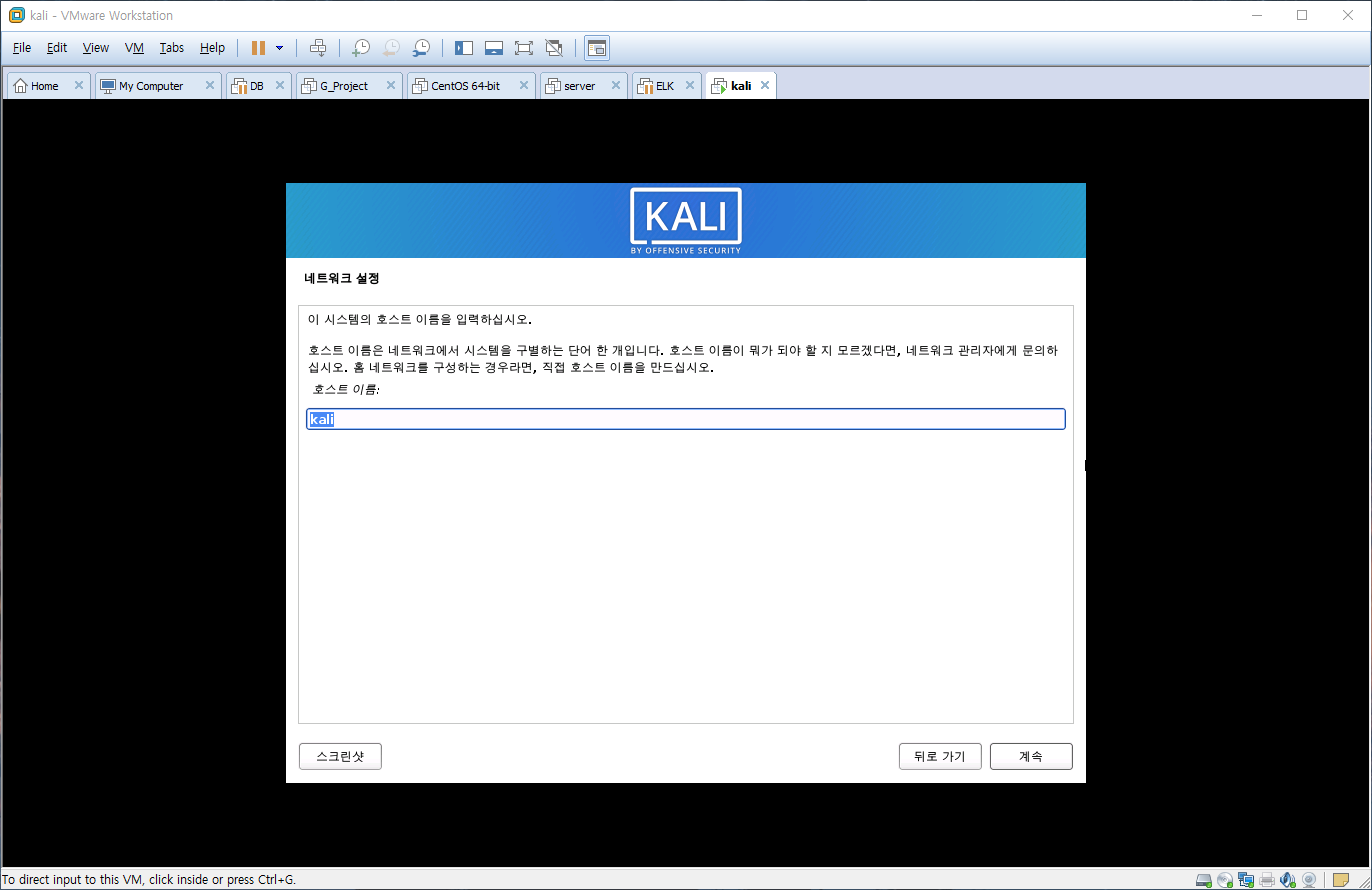 kali - VMware Workstation
File Edit View VM Tabs Help
Home My Computer DB G_Project CentOS 64-bit server ELK kali
KALI
BY OFFENSIVE SECURITY
네트워크 설정
이 시스템의 호스트 이름을 입력하십시오.
호스트 이름은 네트워크에서 시스템을 구별하는 단어 한 개입니다. 호스트 이름이 뭐가 되야 할 지 모르겠다면, 네트워크 관리자에게 문의하
십시오. 홈 네트워크를 구성하는 경우라면, 직접 호스트 이름을 만드십시오.
호스트 이름:
kali
스크린샷 뒤로 가기 계속
To direct input to this VM, click inside or press Ctrl+G.